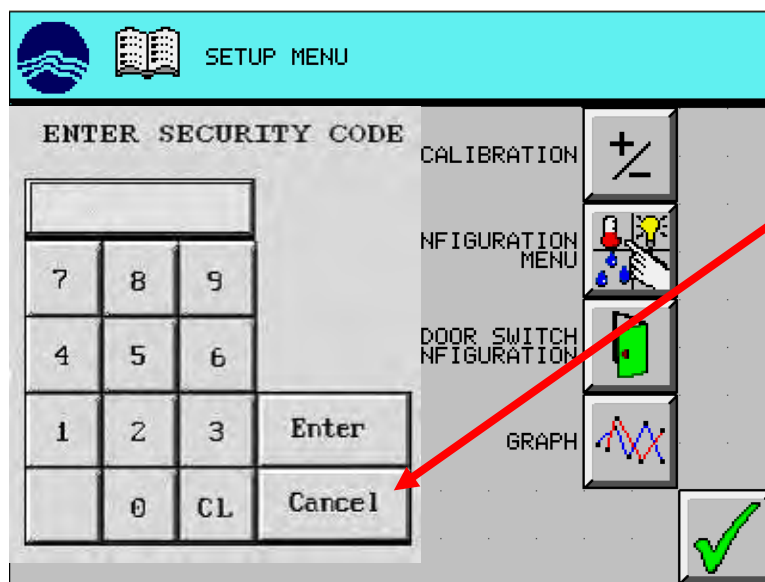 SETUP MENU
ENTER SECURITY CODE
7 8 9
4 5 6
1 2 3 Enter
0 CL Cancel
CALIBRATION
+/-
NFIGURATION
MENU
DOOR SWITCH
NFIGURATION
GRAPH